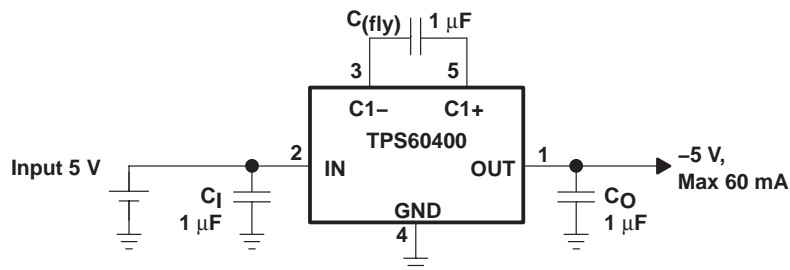 C(fly) 1 μF
3 5
C1− C1+
TPS60400
Input 5 V
2 IN
OUT 1
−5 V,
Max 60 mA
CI
1 μF
GND
4
CO
1 μF